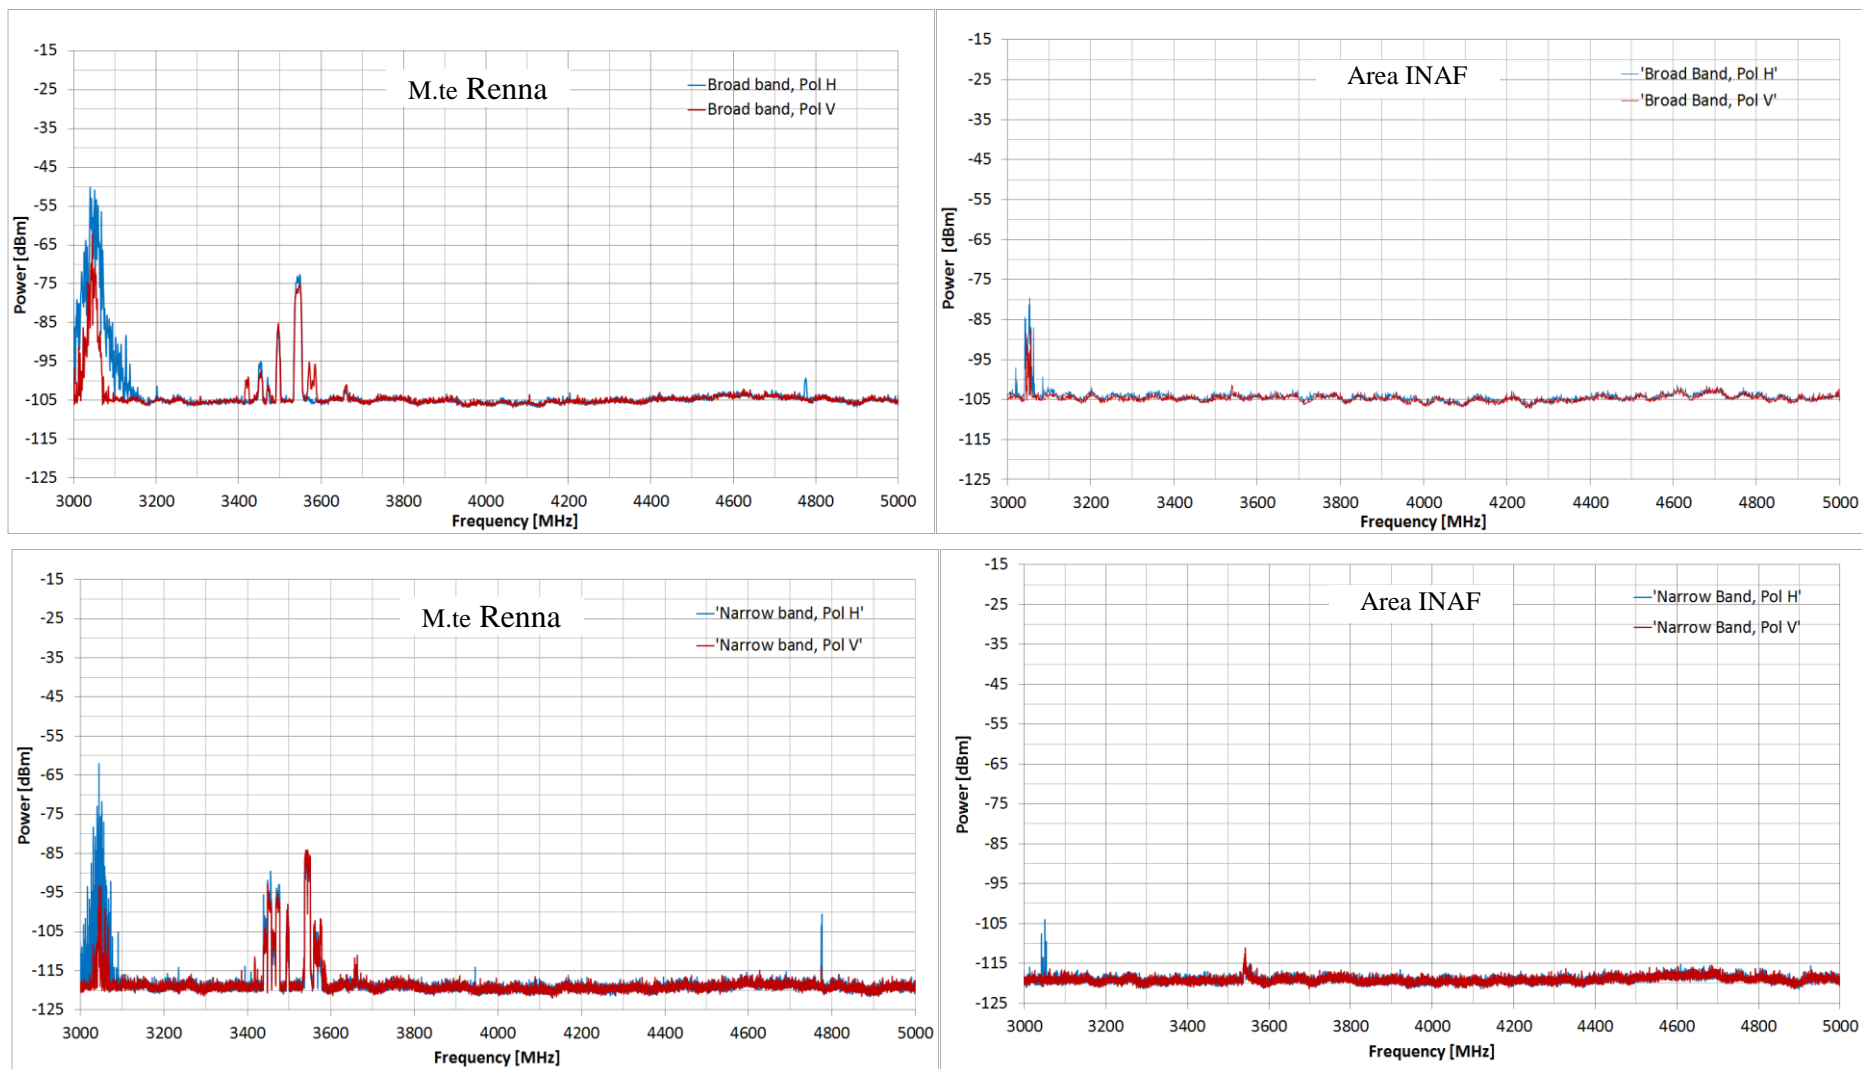 M.te Renna
Broad band, Pol H
Broad band, Pol V
-15
-25
-35
-45
-55
-65
-75
-85
-95
-105
-115
-125
Power [dBm]
3000 3200 3400 3600 3800 4000 4200 4400 4600 4800 5000
Frequency [MHz]
Area INAF
'Broad Band, Pol H'
'Broad Band, Pol V'
-15
-25
-35
-45
-55
-65
-75
-85
-95
-105
-115
-125
Power [dBm]
3000 3200 3400 3600 3800 4000 4200 4400 4600 4800 5000
Frequency [MHz]
M.te Renna
'Narrow band, Pol H'
'Narrow band, Pol V'
-15
-25
-35
-45
-55
-65
-75
-85
-95
-105
-115
-125
Power [dBm]
3000 3200 3400 3600 3800 4000 4200 4400 4600 4800 5000
Frequency [MHz]
Area INAF
'Narrow Band, Pol H'
'Narrow Band, Pol V'
-15
-25
-35
-45
-55
-65
-75
-85
-95
-105
-115
-125
Power [dBm]
3000 3200 3400 3600 3800 4000 4200 4400 4600 4800 5000
Frequency [MHz]